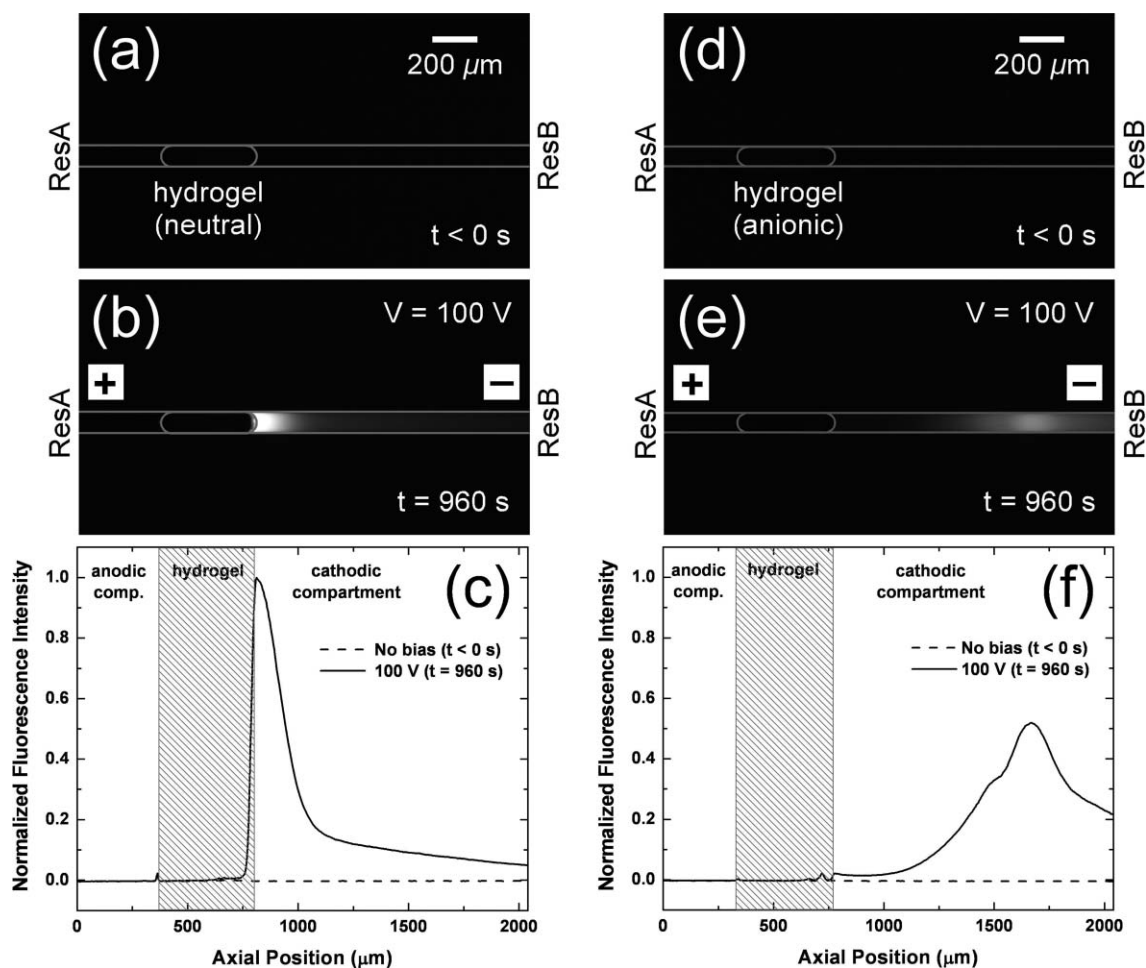 (a)
200 µm
ResA
ResB
hydrogel
(neutral)
t < 0 s
(b)
V = 100 V
+
−
ResA
ResB
t = 960 s
(c)
anodic
comp.
hydrogel
cathodic
compartment
No bias (t < 0 s)
100 V (t = 960 s)
Normalized Fluorescence Intensity
1.0
0.8
0.6
0.4
0.2
0.0
0
500
1000
1500
2000
Axial Position (µm)
(d)
200 µm
ResA
ResB
hydrogel
(anionic)
t < 0 s
(e)
V = 100 V
+
−
ResA
ResB
t = 960 s
(f)
anodic
comp.
hydrogel
cathodic
compartment
No bias (t < 0 s)
100 V (t = 960 s)
Normalized Fluorescence Intensity
1.0
0.8
0.6
0.4
0.2
0.0
0
500
1000
1500
2000
Axial Position (µm)